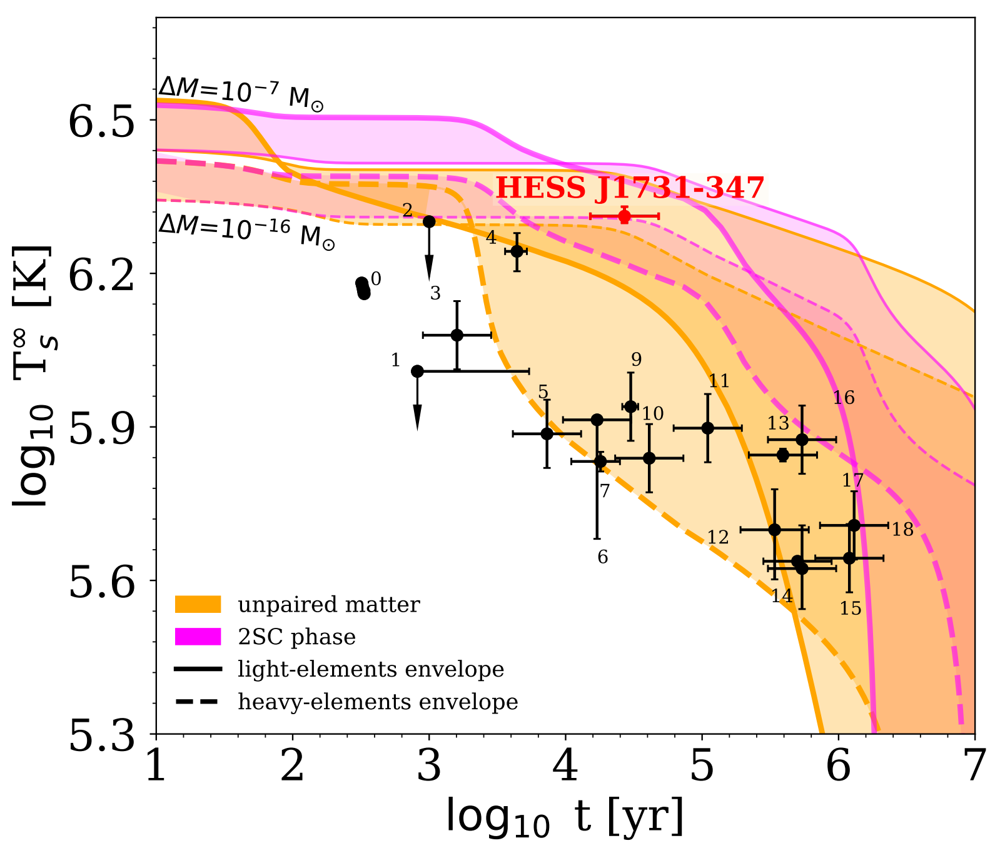 ΔM=10⁻⁷ M⊙
6.5
HESS J1731-347
2
ΔM=10⁻¹⁶ M⊙
4
6.2
0
3
9
1
11
5
16
10
13
5.9
17
7
18
12
6
5.6
14
15
unpaired matter
2SC phase
light-elements envelope
heavy-elements envelope
5.3
1 2 3 4 5 6 7
log₁₀ t [yr]
log₁₀ Tₛ^∞ [K]